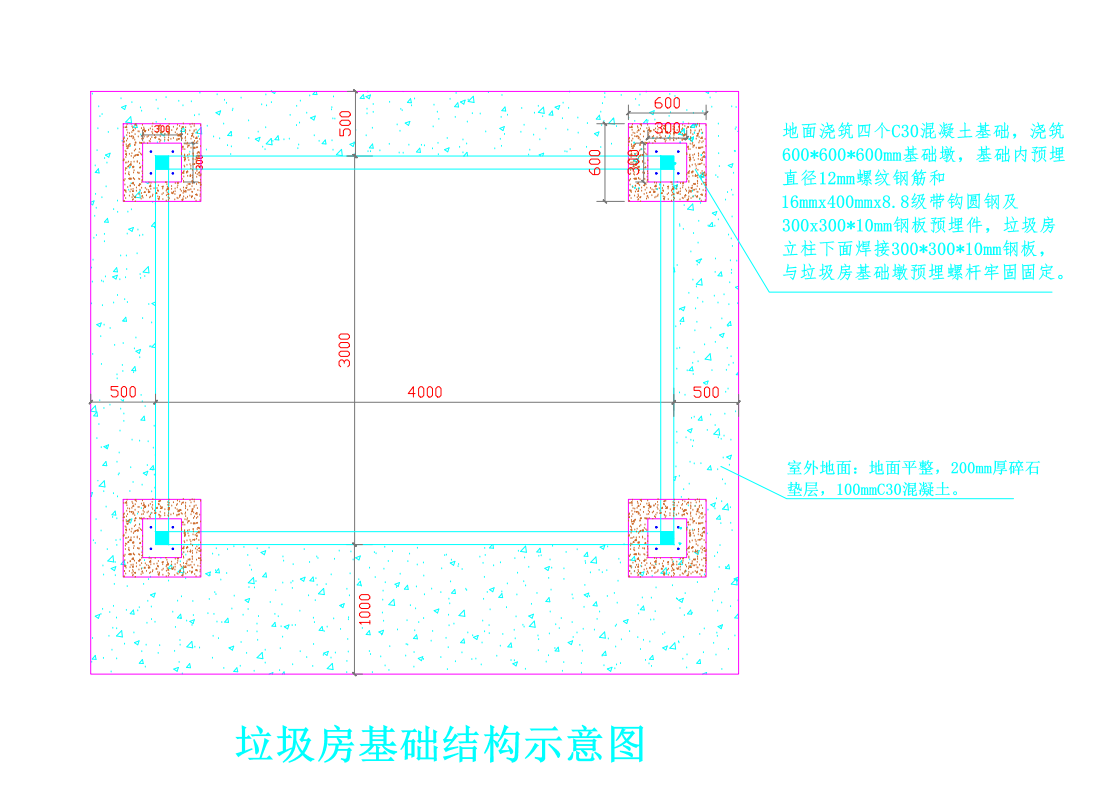 600
500
300
300
600
300
300
地面浇筑四个C30混凝土基础，浇筑
600*600*600mm基础墩，基础内预埋
直径12mm螺纹钢筋和
16mmx400mmx8.8级带钩圆钢及
300x300*10mm钢板预埋件，垃圾房
立柱下面焊接300*300*10mm钢板，
与垃圾房基础墩预埋螺杆牢固固定。
3000
500
4000
500
室外地面：地面平整，200mm厚碎石
垫层，100mmC30混凝土。
1000
垃圾房基础结构示意图